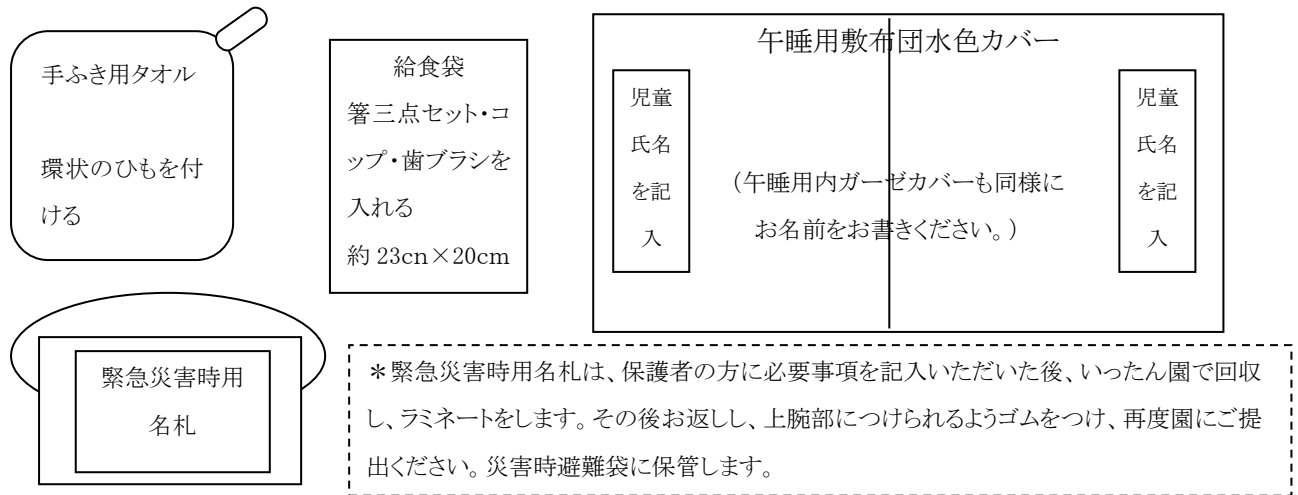 手ふき用タオル
環状のひもを付
ける
給食袋
箸三点セット・コ
ップ・歯ブラシを
入れる
約 23cn×20cm
午睡用敷布団水色カバー
児童
氏名
を記
入
（午睡用内ガーゼカバーも同様に
お名前をお書きください。）
児童
氏名
を記
入
緊急災害時用
名札
＊緊急災害時用名札は、保護者の方に必要事項を記入いただいた後、いったん園で回収
し、ラミネートをします。その後お返しし、上腕部につけられるようゴムをつけ、再度園にご提
出ください。災害時避難袋に保管します。